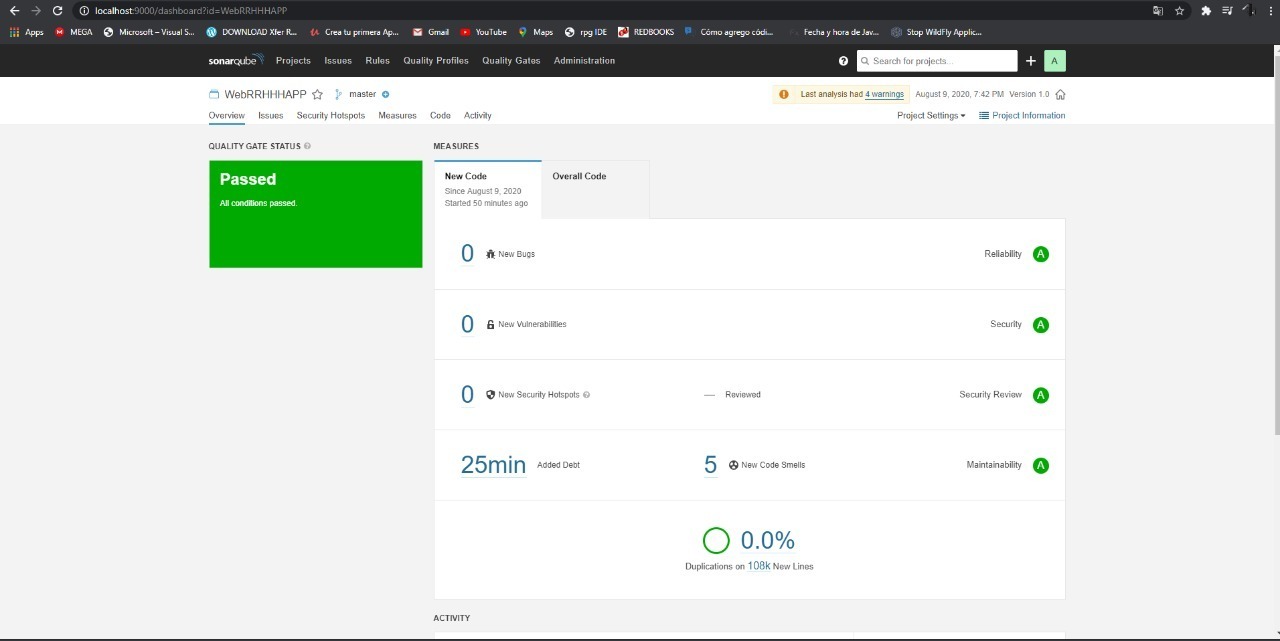 localhost:9000/dashboard?id=WebRRHHHAPP
Apps MEGA Microsoft – Visual S... DOWNLOAD Xfer R... Crea tu primera Ap... Gmail YouTube Maps rpg IDE REDBOOKS Cómo agrego códi... Fecha y hora de Jav... Stop WildFly Applic...
sonarqube Projects Issues Rules Quality Profiles Quality Gates Administration ? Search for projects... + A
WebRRHHHAPP master Last analysis had 4 warnings August 9, 2020, 7:42 PM Version 1.0
Overview Issues Security Hotspots Measures Code Activity Project Settings Project Information
QUALITY GATE STATUS ? MEASURES
Passed
All conditions passed.
New Code
Since August 9, 2020
Started 50 minutes ago
Overall Code
0 New Bugs Reliability A
0 New Vulnerabilities Security A
0 New Security Hotspots ? — Reviewed Security Review A
25min Added Debt 5 New Code Smells Maintainability A
0.0%
Duplications on 108k New Lines
ACTIVITY